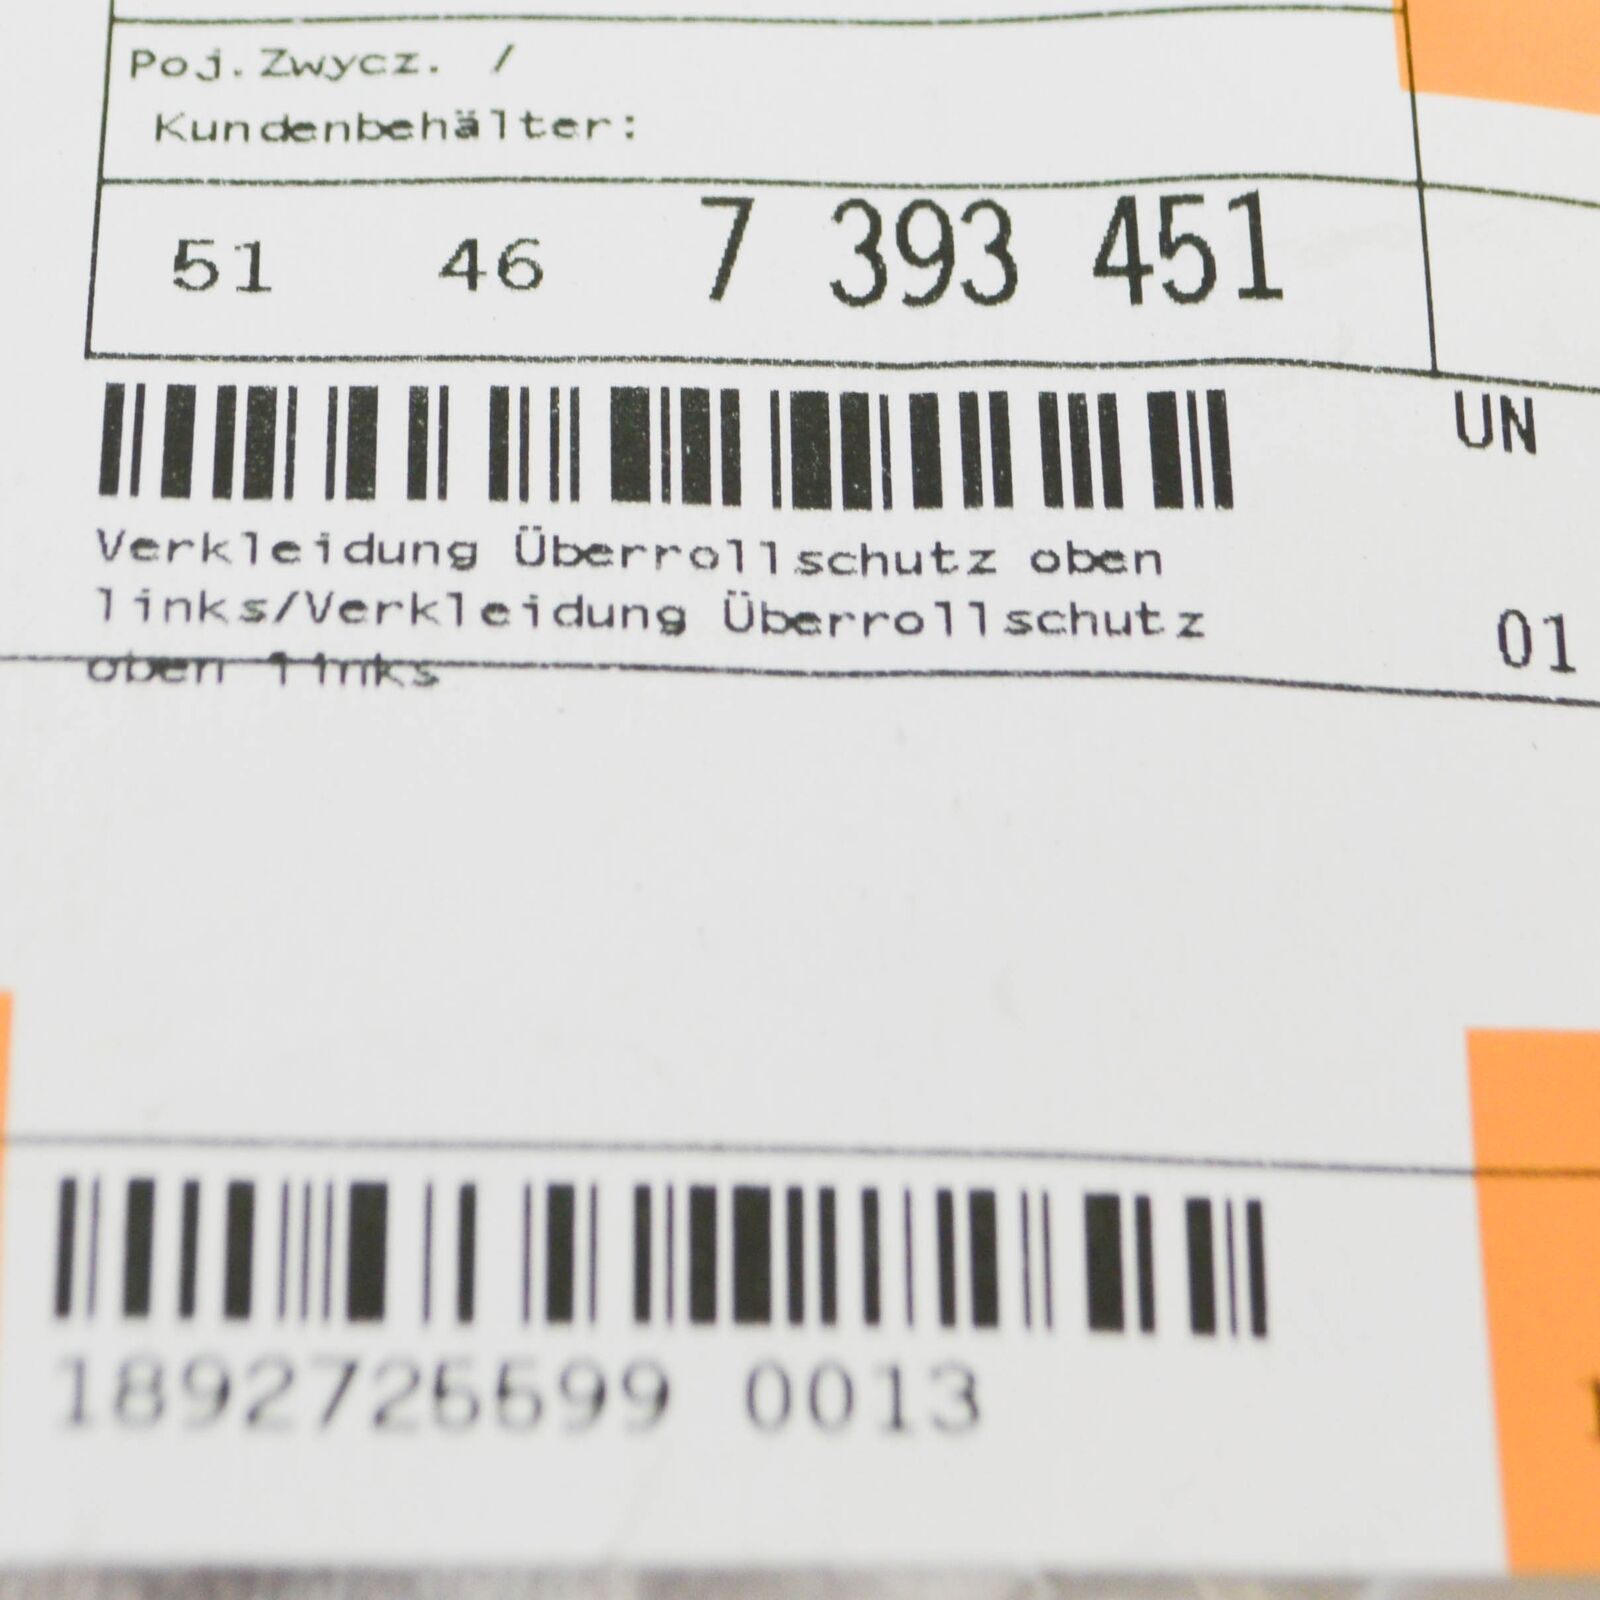 Poj.Zwycz. /
Kundenbehälter:
51 46 7 393 451
UN
Verkleidung Überrollschutz oben
links/Verkleidung Überrollschutz
01
oben links
1892726699 0013